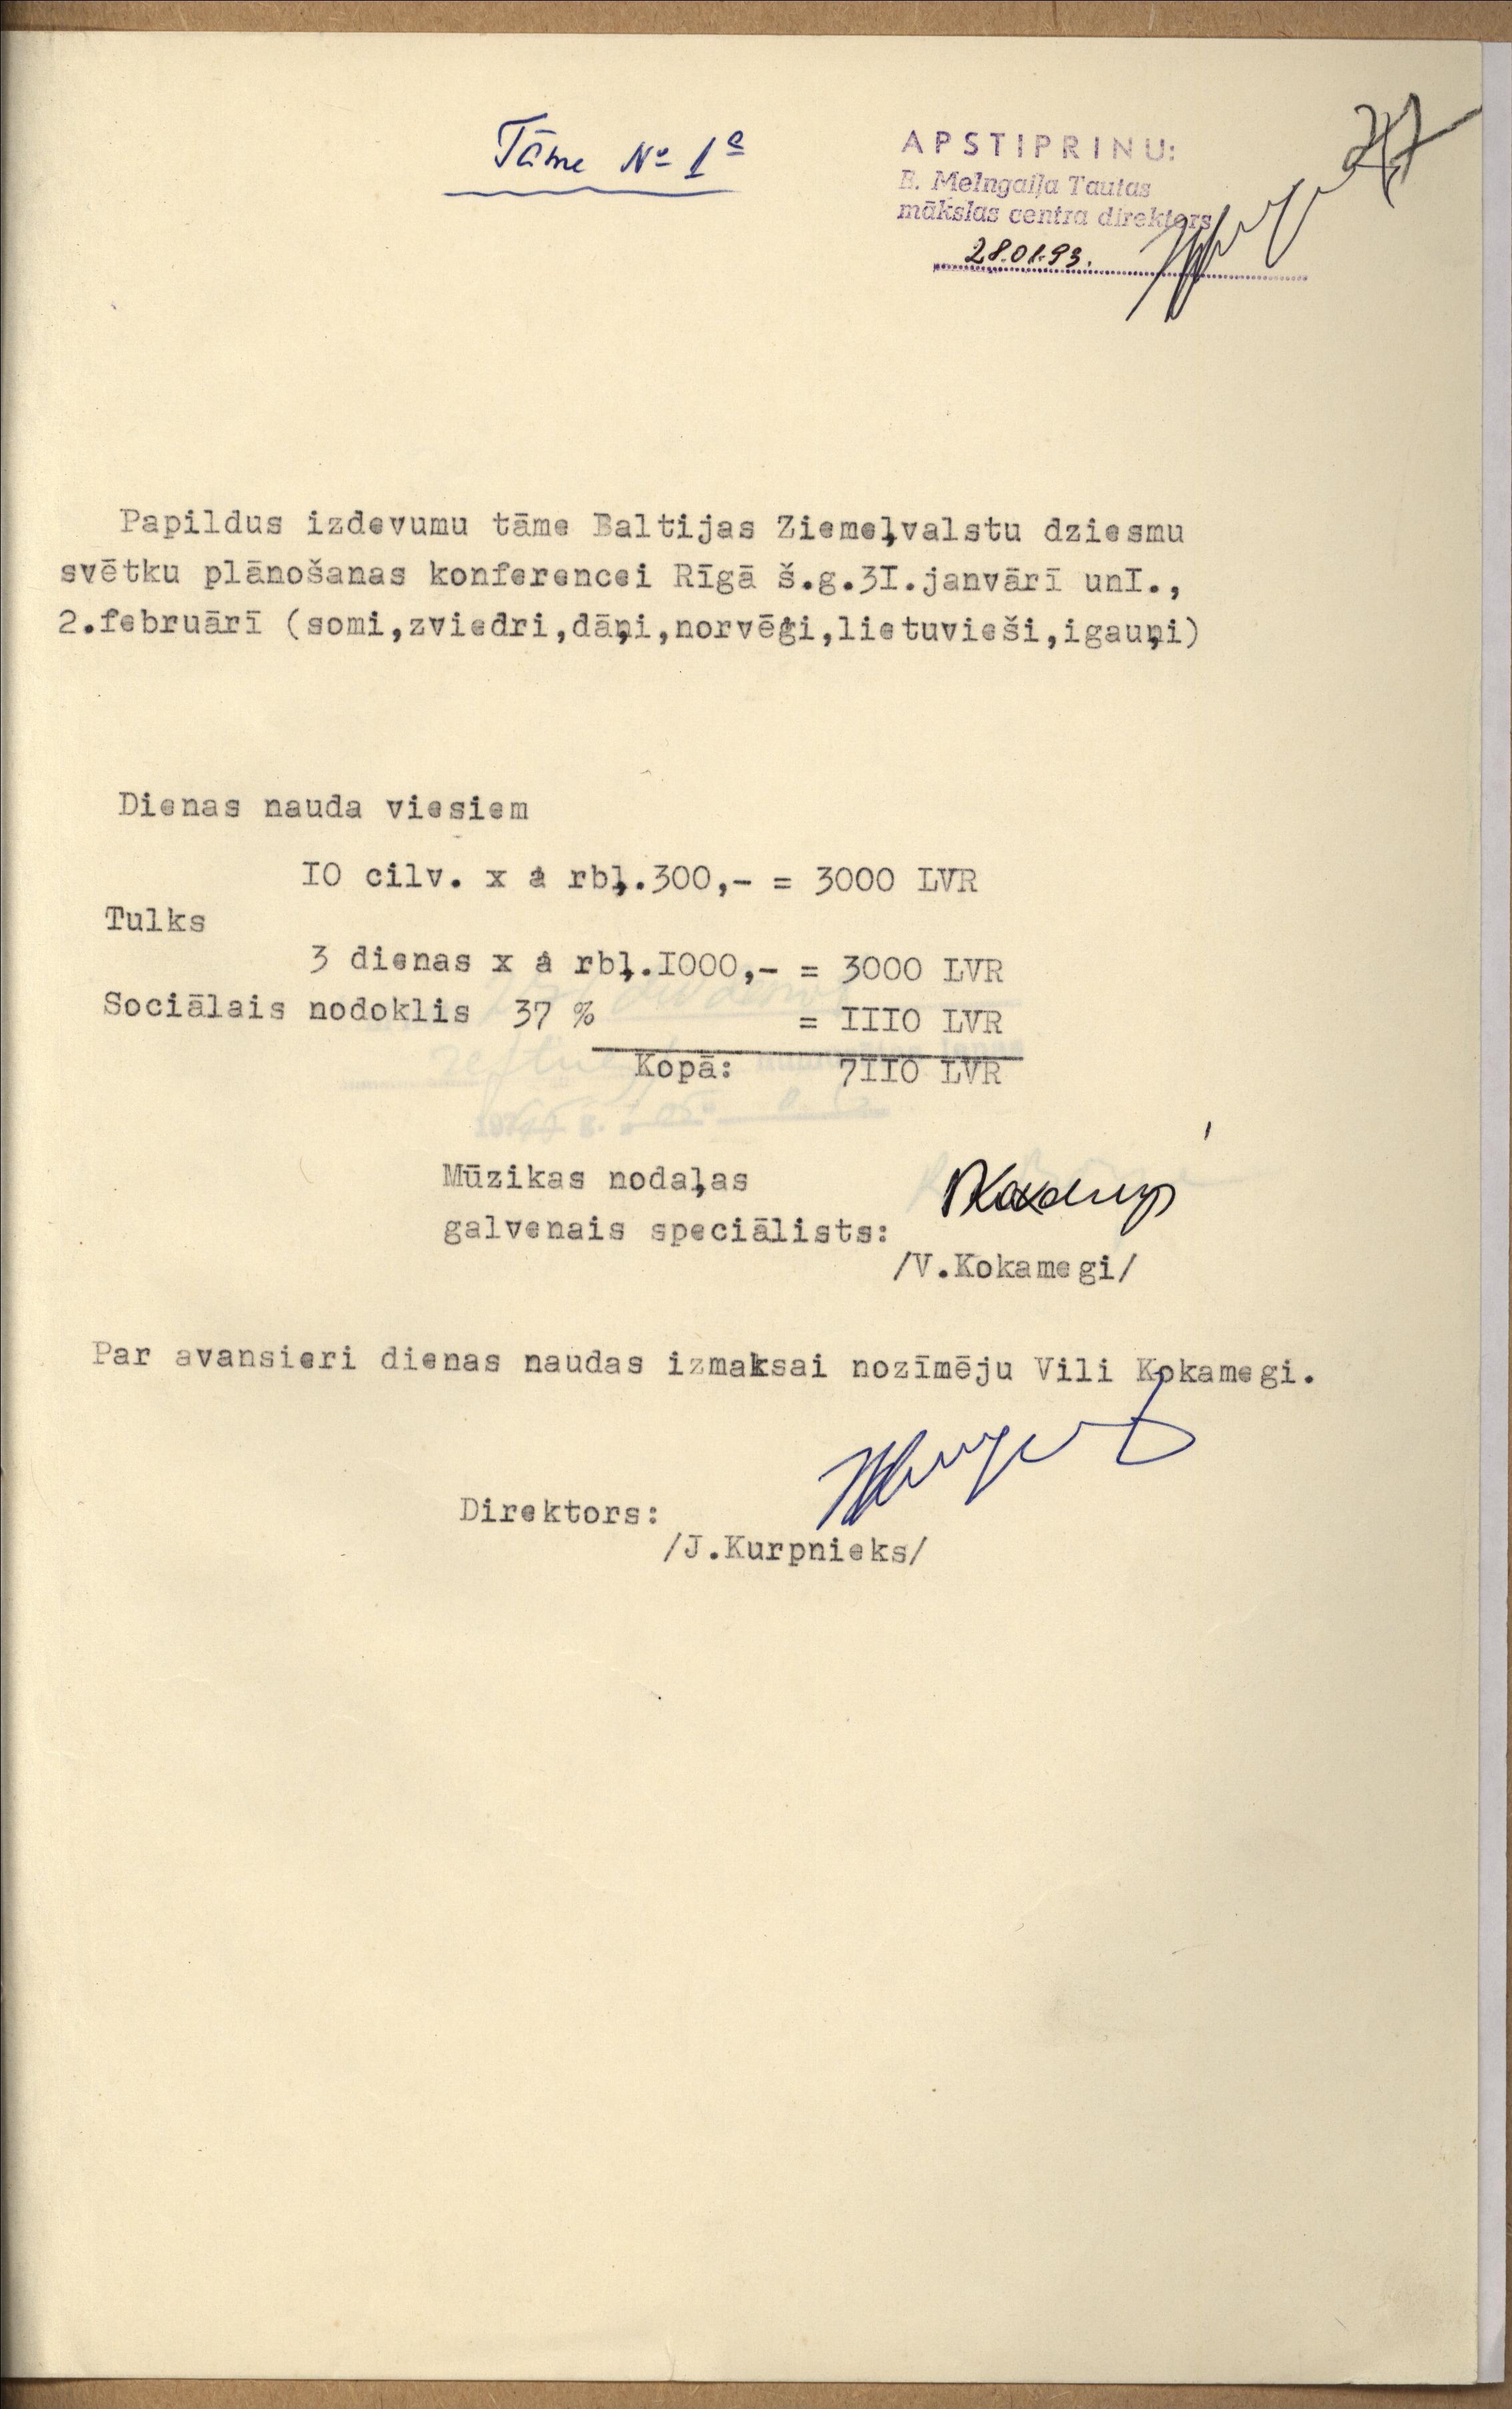 Tāme № 1a
APSTIPRINU:
E. Melngaiļa Tautas
mākslas centra direktors
28.01.93.
Papildus izdevumu tāme Baltijas Ziemeļvalstu dziesmu
svētku plānošanas konferencei Rīgā š.g.3I.janvārī unI.,
2.februārī (somi,zviedri,dāņi,norvēģi,lietuvieši,igauņi)
Dienas nauda viesiem
IO cilv. x á rbļ.300,- = 3000 LVR
Tulks
3 dienas x á rbļ.I000,- = 3000 LVR
Sociālais nodoklis 37 % = IIIO LVR
Kopā: 7IIO LVR
Mūzikas nodaļas
galvenais speciālists:
/V.Kokamegi/
Par avansieri dienas naudas izmaksai nozīmēju Vili Kokamegi.
Direktors:
/J.Kurpnieks/